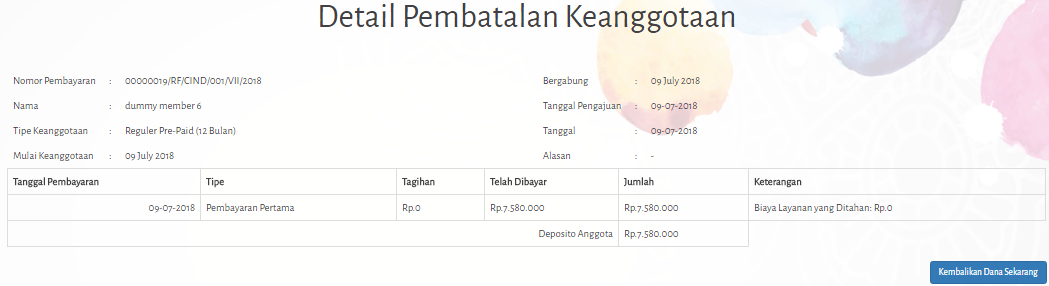 Detail Pembatalan Keanggotaan
Nomor Pembayaran : 00000019/RF/CIND/001/VII/2018 Bergabung : 09 July 2018
Nama : dummy member 6 Tanggal Pengajuan : 09-07-2018
Tipe Keanggotaan : Reguler Pre-Paid (12 Bulan) Tanggal : 09-07-2018
Mulai Keanggotaan : 09 July 2018 Alasan : -
Tanggal Pembayaran Tipe Tagihan Telah Dibayar Jumlah Keterangan
09-07-2018 Pembayaran Pertama Rp.0 Rp.7.580.000 Rp.7.580.000 Biaya Layanan yang Ditahan: Rp.0
Deposito Anggota Rp.7.580.000
Kembalikan Dana Sekarang